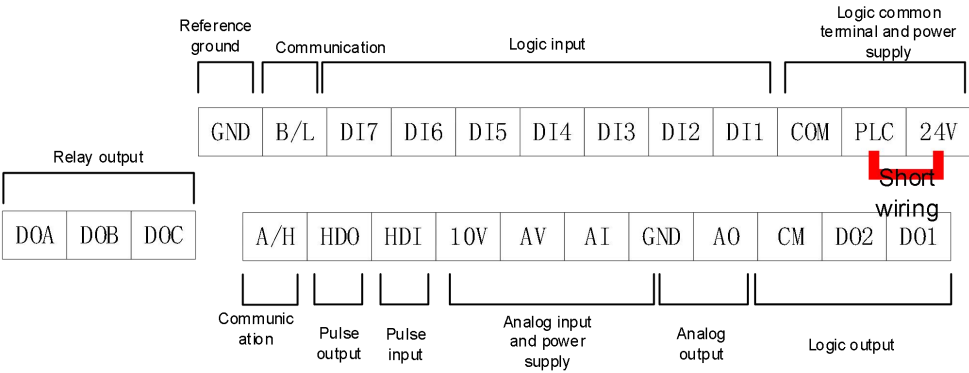 Reference
ground
Communication
Logic input
Logic common
terminal and power
supply
GND B/L DI7 DI6 DI5 DI4 DI3 DI2 DI1 COM PLC 24V
Relay output
Short
wiring
DOA DOB DOC
A/H HDO HDI 10V AV AI GND AO CM DO2 DO1
Communic
ation
Pulse
output
Pulse
input
Analog input
and power
supply
Analog
output
Logic output